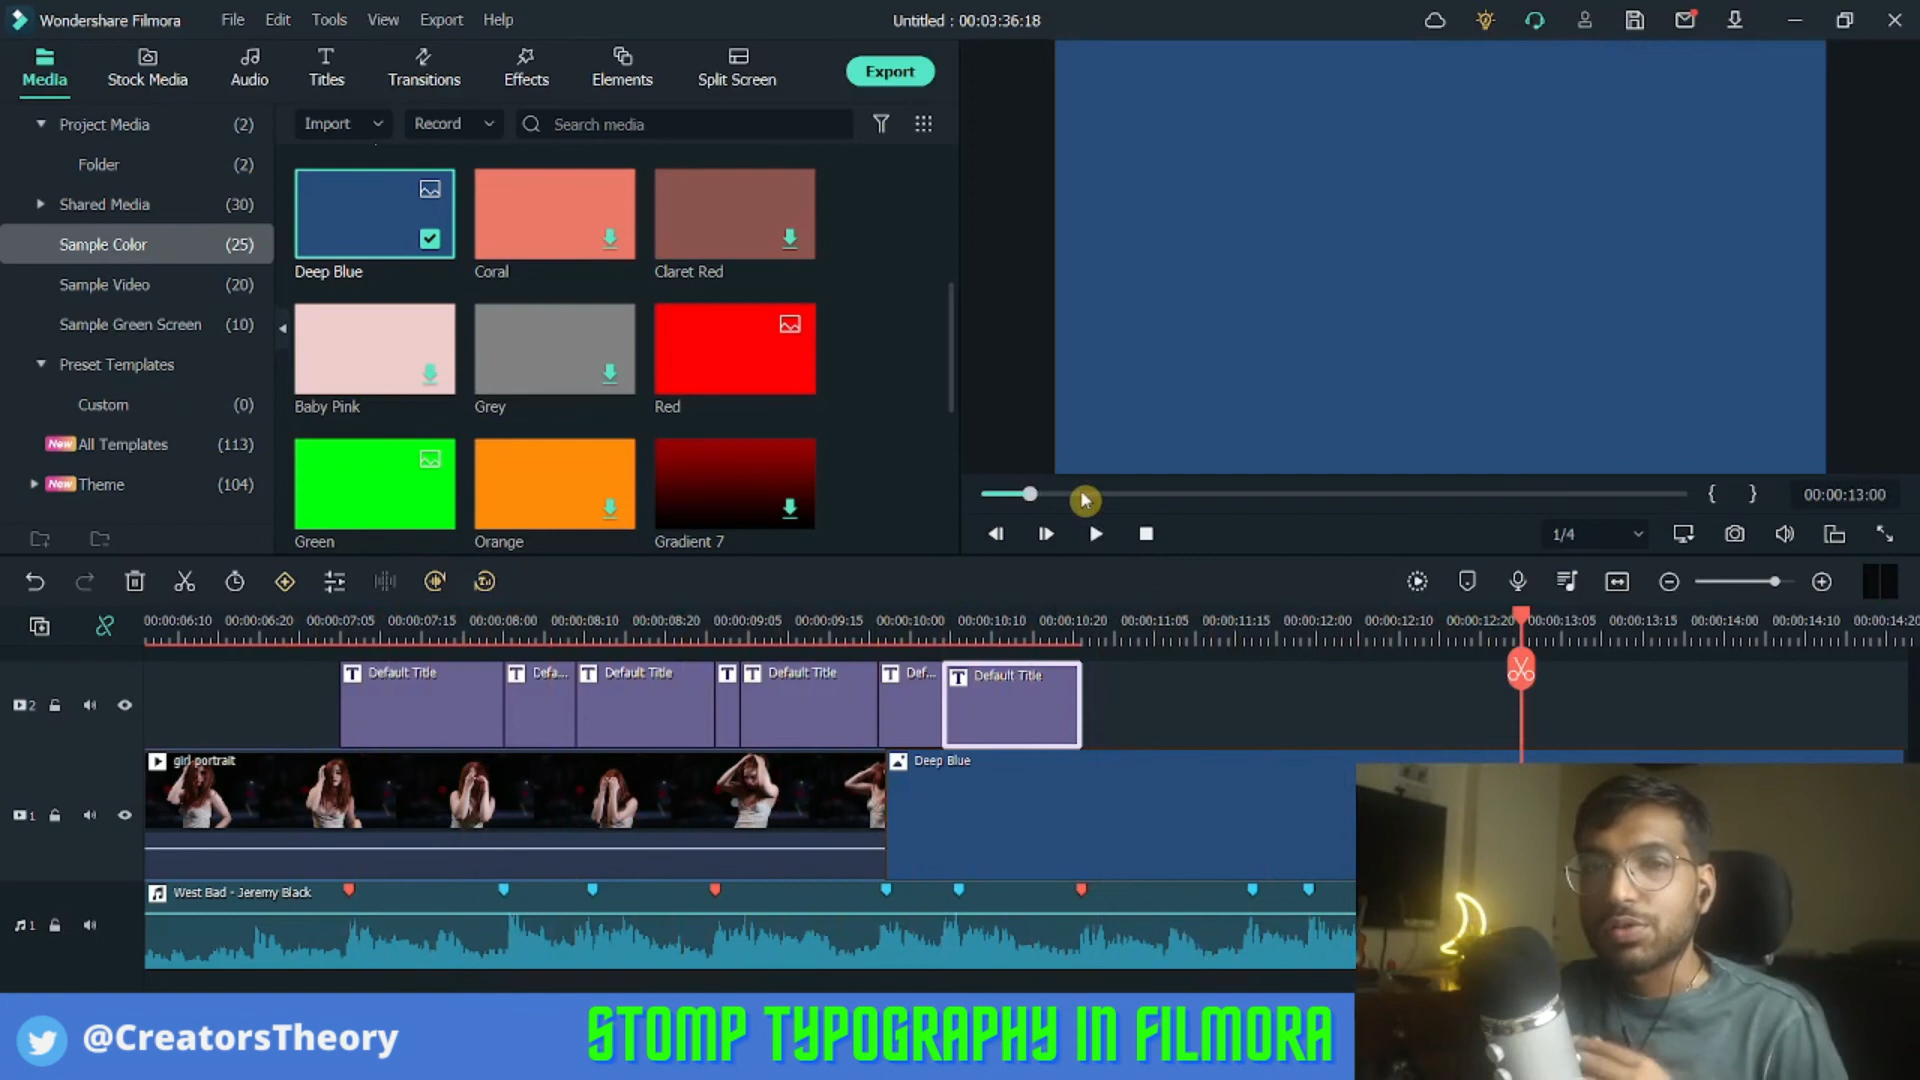 Wondershare Filmora File Edit Tools View Export Help Untitled : 00:03:36:18
Media Stock Media Audio Titles Transitions Effects Elements Split Screen Export
Project Media (2)
Folder (2)
Shared Media (30)
Sample Color (25)
Sample Video (20)
Sample Green Screen (10)
Preset Templates
Custom (0)
New All Templates (113)
New Theme (104)
Import Record Search media
Deep Blue Coral Claret Red
Baby Pink Grey Red
Green Orange Gradient 7
00:00:13:00
1/4
00:00:06:10 00:00:06:20 00:00:07:05 00:00:07:15 00:00:08:00 00:00:08:10 00:00:08:20 00:00:09:05 00:00:09:15 00:00:10:00 00:00:10:10 00:00:10:20 00:00:11:05 00:00:11:15 00:00:12:00 00:00:12:10 00:00:12:20 00:00:13:05 00:00:13:15 00:00:14:00 00:00:14:10 00:00:14:20
2 T Default Title T Defa... T Default Title T T Default Title T Def... T Default Title
1 girl portrait Deep Blue
1 West Bad - Jeremy Black
@CreatorsTheory
STOMP TYPOGRAPHY IN FILMORA